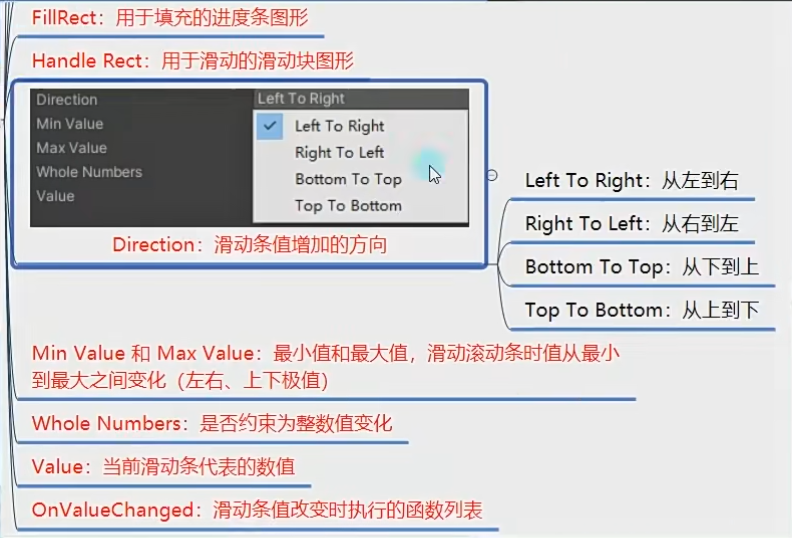 FillRect：用于填充的进度条图形
Handle Rect：用于滑动的滑动块图形
Direction
Left To Right
Min Value
Max Value
Whole Numbers
Value
Left To Right
Right To Left
Bottom To Top
Top To Bottom
Direction：滑动条值增加的方向
Left To Right：从左到右
Right To Left：从右到左
Bottom To Top：从下到上
Top To Bottom：从上到下
Min Value 和 Max Value：最小值和最大值，滑动滚动条时值从最小
到最大之间变化（左右、上下极值）
Whole Numbers：是否约束为整数值变化
Value：当前滑动条代表的数值
OnValueChanged：滑动条值改变时执行的函数列表